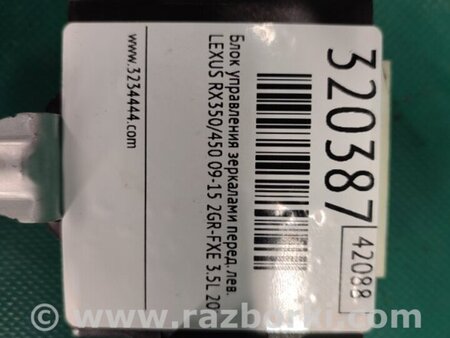 320387
42088
Блок управления зеркалами перед. лев.
LEXUS RX350/450 09-15 2GR-FXE 3.5L 20
www.3234444.com
www.razborki.com